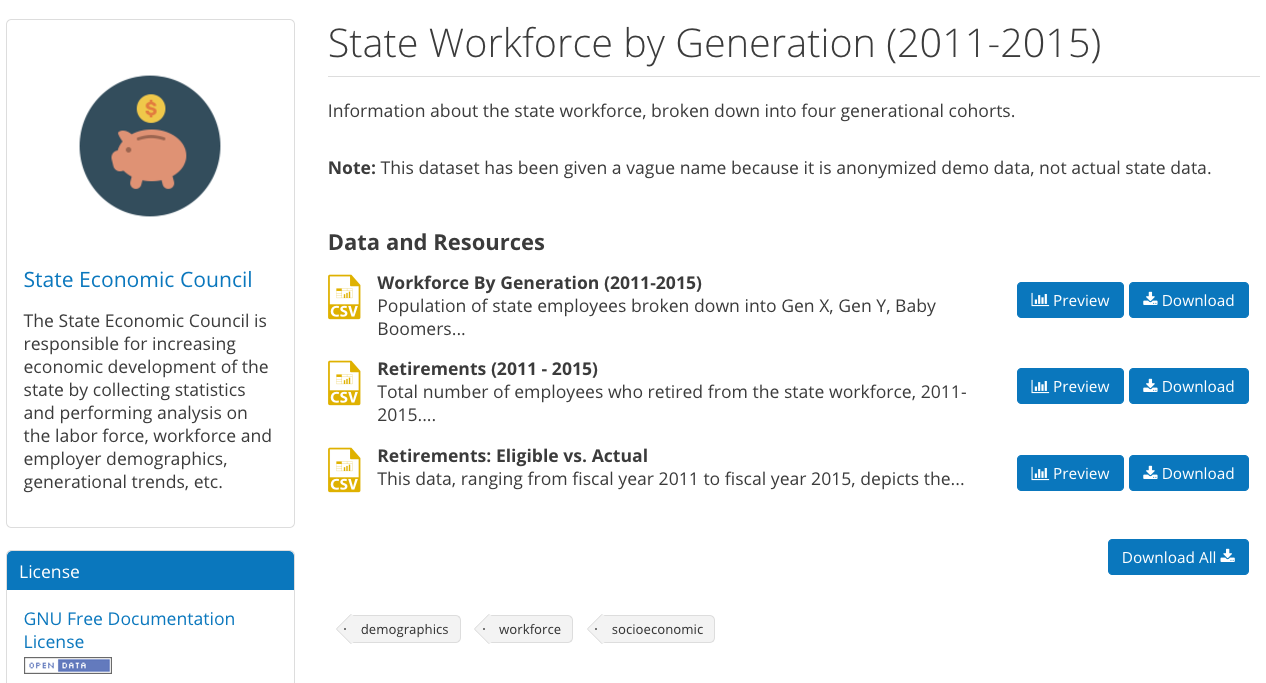 State Workforce by Generation (2011-2015)
Information about the state workforce, broken down into four generational cohorts.
Note: This dataset has been given a vague name because it is anonymized demo data, not actual state data.
Data and Resources
CSV
Workforce By Generation (2011-2015)
Population of state employees broken down into Gen X, Gen Y, Baby
Boomers...
Preview
Download
CSV
Retirements (2011 - 2015)
Total number of employees who retired from the state workforce, 2011-
2015....
Preview
Download
CSV
Retirements: Eligible vs. Actual
This data, ranging from fiscal year 2011 to fiscal year 2015, depicts the...
Preview
Download
Download All
demographics
workforce
socioeconomic
$
State Economic Council
The State Economic Council is
responsible for increasing
economic development of the
state by collecting statistics
and performing analysis on
the labor force, workforce and
employer demographics,
generational trends, etc.
License
GNU Free Documentation
License
OPEN DATA